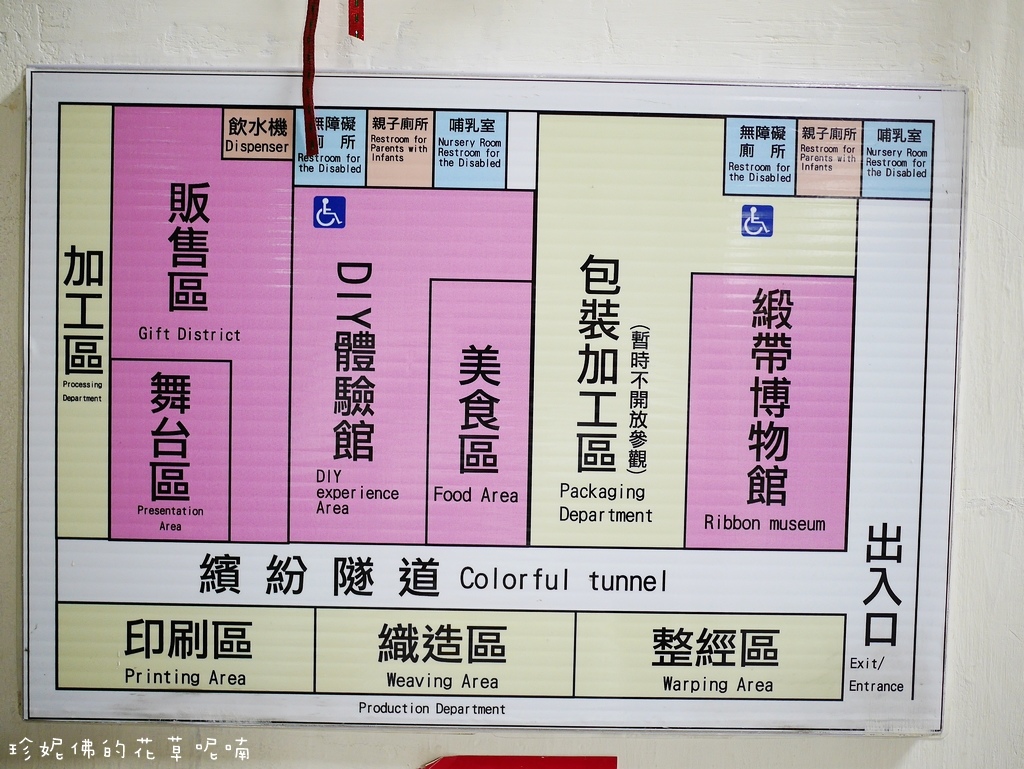 飲水機
Dispenser
無障礙
廁所
Restroom for
the Disabled
親子廁所
Restroom for
Parents with
Infants
哺乳室
Nursery Room
Restroom for
the Disabled
無障礙
廁 所
Restroom for
the Disabled
親子廁所
Restroom for
Parents with
Infants
哺乳室
Nursery Room
Restroom for
the Disabled
加工區
Processing
Department
販售區
Gift District
舞台區
Presentation
Area
DIY體驗館
DIY
experience
Area
美食區
Food Area
包裝加工區
(暫時不開放參觀)
Packaging
Department
緞帶博物館
Ribbon museum
出入口
Exit/
Entrance
繽紛隧道 Colorful tunnel
印刷區
Printing Area
織造區
Weaving Area
整經區
Warping Area
Production Department
珍妮佛的花草呢喃